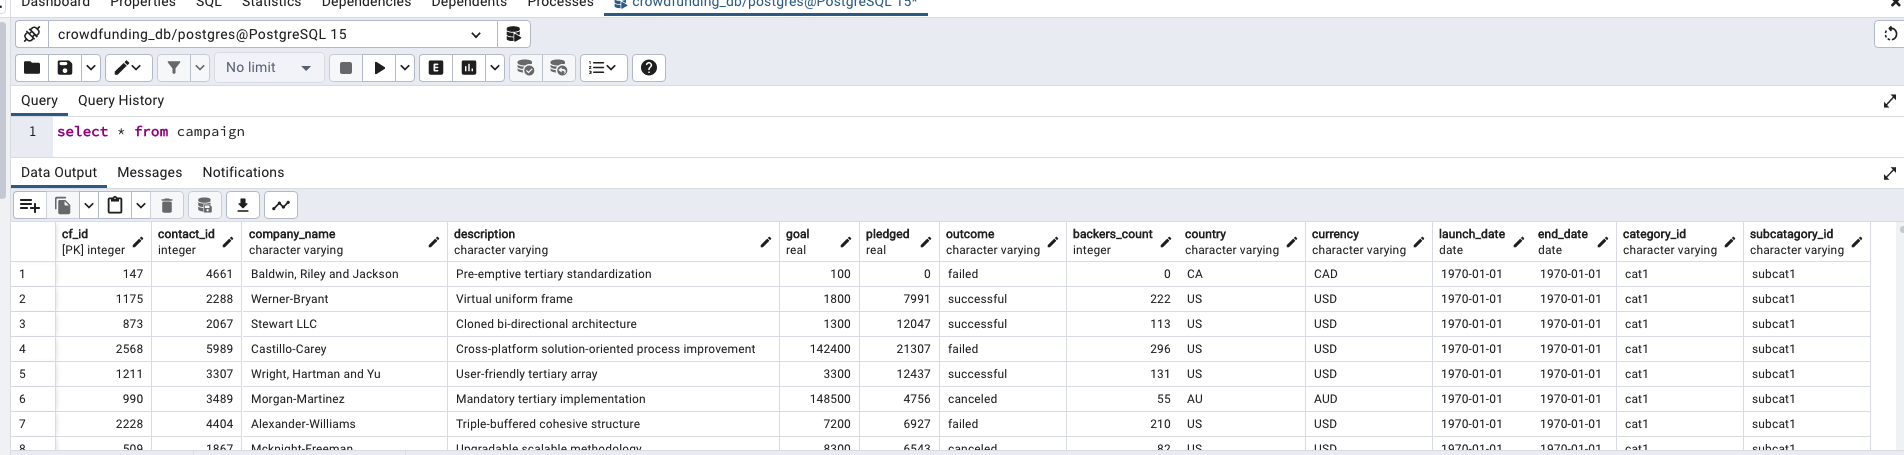 Dashboard Properties SQL Statistics Dependencies Dependents Processes crowdfunding_db/postgres@PostgreSQL 15*
crowdfunding_db/postgres@PostgreSQL 15
No limit
Query Query History
1 select * from campaign
Data Output Messages Notifications
cf_id contact_id company_name description goal pledged outcome backers_count country currency launch_date end_date category_id subcatagory_id
[PK] integer integer character varying character varying real real character varying integer character varying character varying date date character varying character varying
1 147 4661 Baldwin, Riley and Jackson Pre-emptive tertiary standardization 100 0 failed 0 CA CAD 1970-01-01 1970-01-01 cat1 subcat1
2 1175 2288 Werner-Bryant Virtual uniform frame 1800 7991 successful 222 US USD 1970-01-01 1970-01-01 cat1 subcat1
3 873 2067 Stewart LLC Cloned bi-directional architecture 1300 12047 successful 113 US USD 1970-01-01 1970-01-01 cat1 subcat1
4 2568 5989 Castillo-Carey Cross-platform solution-oriented process improvement 142400 21307 failed 296 US USD 1970-01-01 1970-01-01 cat1 subcat1
5 1211 3307 Wright, Hartman and Yu User-friendly tertiary array 3300 12437 successful 131 US USD 1970-01-01 1970-01-01 cat1 subcat1
6 990 3489 Morgan-Martinez Mandatory tertiary implementation 148500 4756 canceled 55 AU AUD 1970-01-01 1970-01-01 cat1 subcat1
7 2228 4404 Alexander-Williams Triple-buffered cohesive structure 7200 6927 failed 210 US USD 1970-01-01 1970-01-01 cat1 subcat1
8 509 1867 Mcknight-Freeman Upgradable scalable methodology 8300 6543 canceled 82 US USD 1970-01-01 1970-01-01 cat1 subcat1